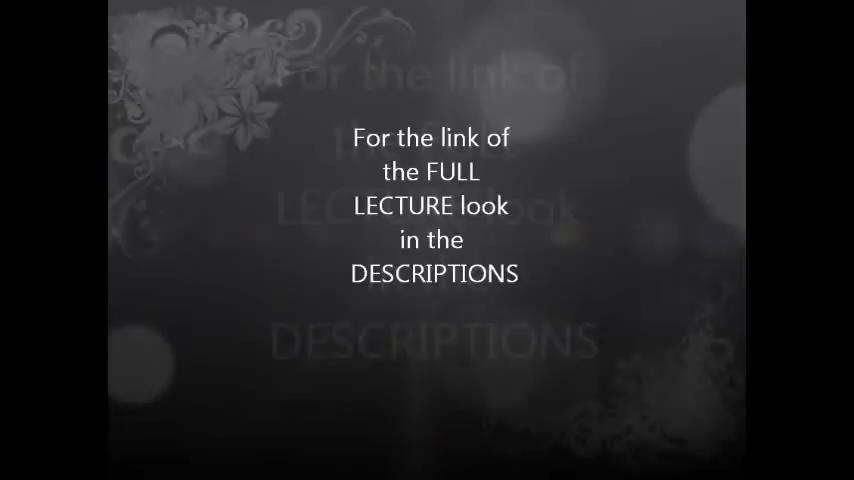 For the link of
the FULL
LECTURE look
in the
DESCRIPTIONS